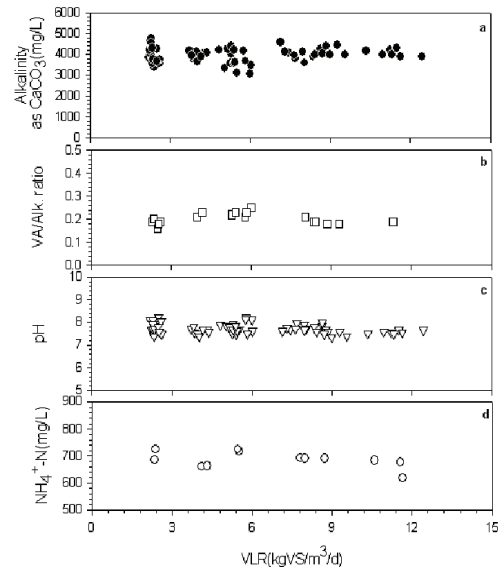 a
Alkalinity
as CaCO₃(mg/L)
6000
5000
4000
3000
2000
1000
0
b
VA/Alk. ratio
0.5
0.4
0.3
0.2
0.1
0.0
c
pH
10
9
8
7
6
5
d
NH₄⁺-N(mg/L)
900
800
700
600
500
0 3 6 9 12 15
VLR(kgVS/m³/d)